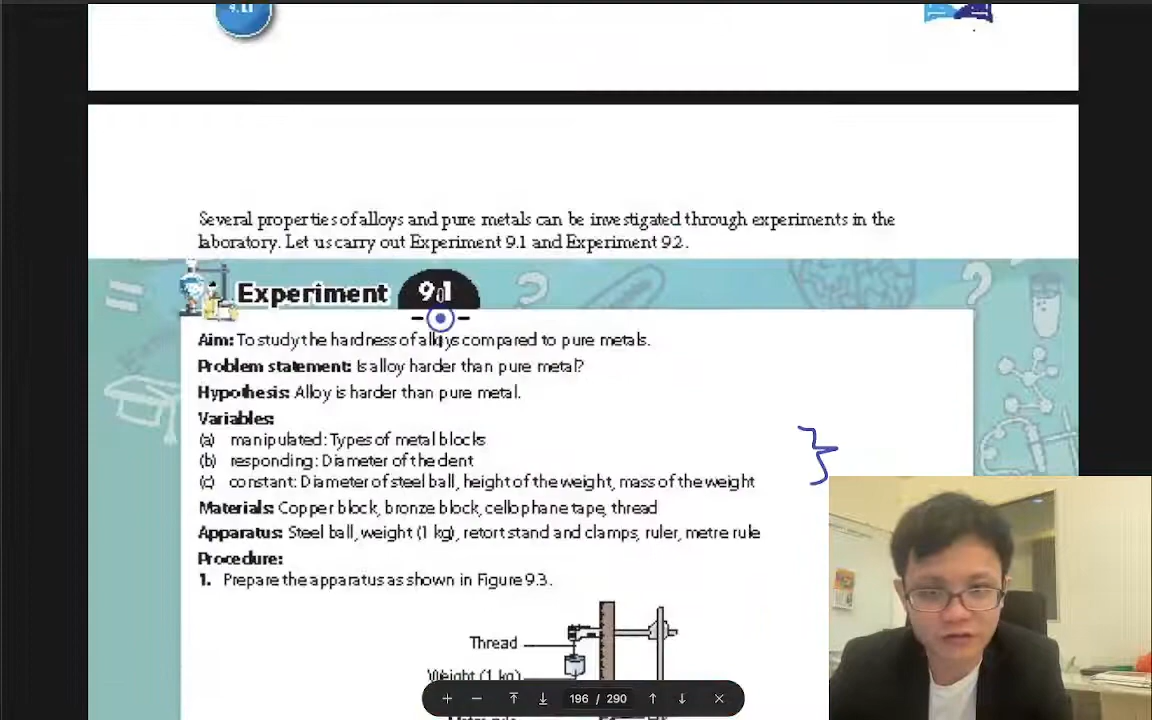 9.11
Several properties of alloys and pure metals can be investigated through experiments in the
laboratory. Let us carry out Experiment 9.1 and Experiment 9.2.
Experiment 9.1
Aim: To study the hardness of alloys compared to pure metals.
Problem statement: Is alloy harder than pure metal?
Hypothesis: Alloy is harder than pure metal.
Variables:
(a) manipulated: Types of metal blocks
(b) responding: Diameter of the dent
(c) constant: Diameter of steel ball, height of the weight, mass of the weight
Materials: Copper block, bronze block, cellophane tape, thread
Apparatus: Steel ball, weight (1 kg), retort stand and clamps, ruler, metre rule
Procedure:
1. Prepare the apparatus as shown in Figure 9.3.
Thread
Weight (1 kg)
196 / 290